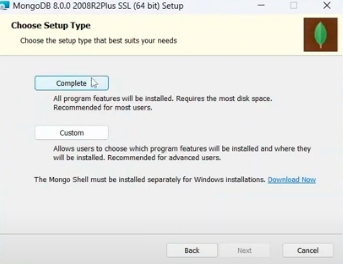 MongoDB 8.0.0 2008R2Plus SSL (64 bit) Setup
Choose Setup Type
Choose the setup type that best suits your needs
Complete
All program features will be installed. Requires the most disk space.
Recommended for most users.
Custom
Allows users to choose which program features will be installed and where they
will be installed. Recommended for advanced users.
The Mongo Shell must be installed separately for Windows installations. Download Now
Back Next Cancel